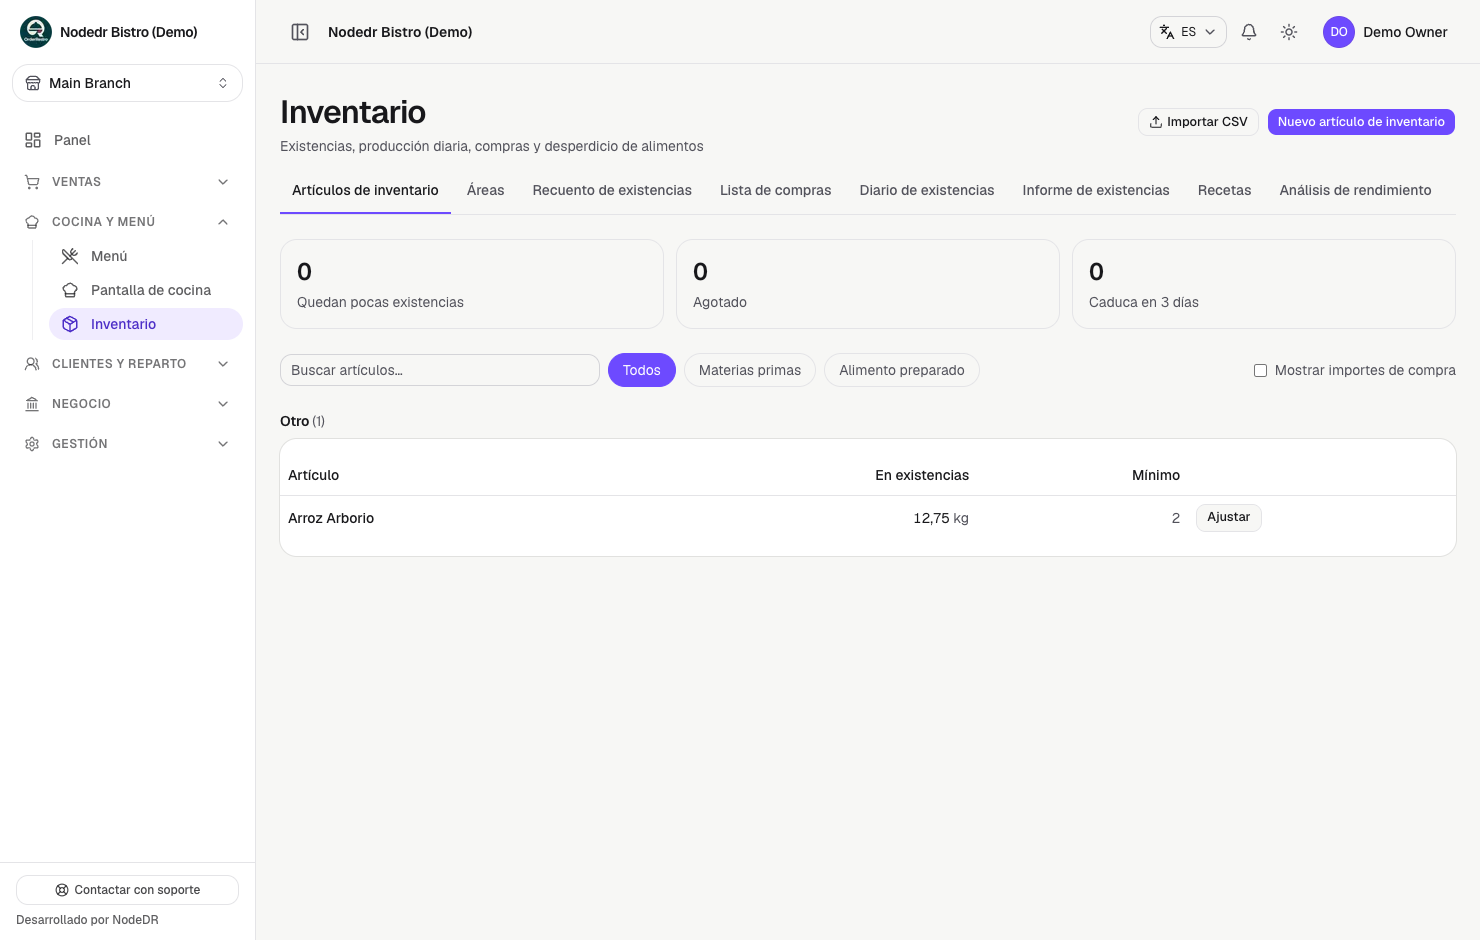 Nodedr Bistro (Demo)
Main Branch
Panel
VENTAS
COCINA Y MENÚ
Menú
Pantalla de cocina
Inventario
CLIENTES Y REPARTO
NEGOCIO
GESTIÓN
Contactar con soporte
Desarrollado por NodeDR
Nodedr Bistro (Demo)
ES
DO
Demo Owner
Inventario
Existencias, producción diaria, compras y desperdicio de alimentos
Importar CSV
Nuevo artículo de inventario
Artículos de inventario
Áreas
Recuento de existencias
Lista de compras
Diario de existencias
Informe de existencias
Recetas
Análisis de rendimiento
0
Quedan pocas existencias
0
Agotado
0
Caduca en 3 días
Buscar artículos...
Todos
Materias primas
Alimento preparado
Mostrar importes de compra
Otro (1)
Artículo En existencias Mínimo
Arroz Arborio 12,75 kg 2 Ajustar